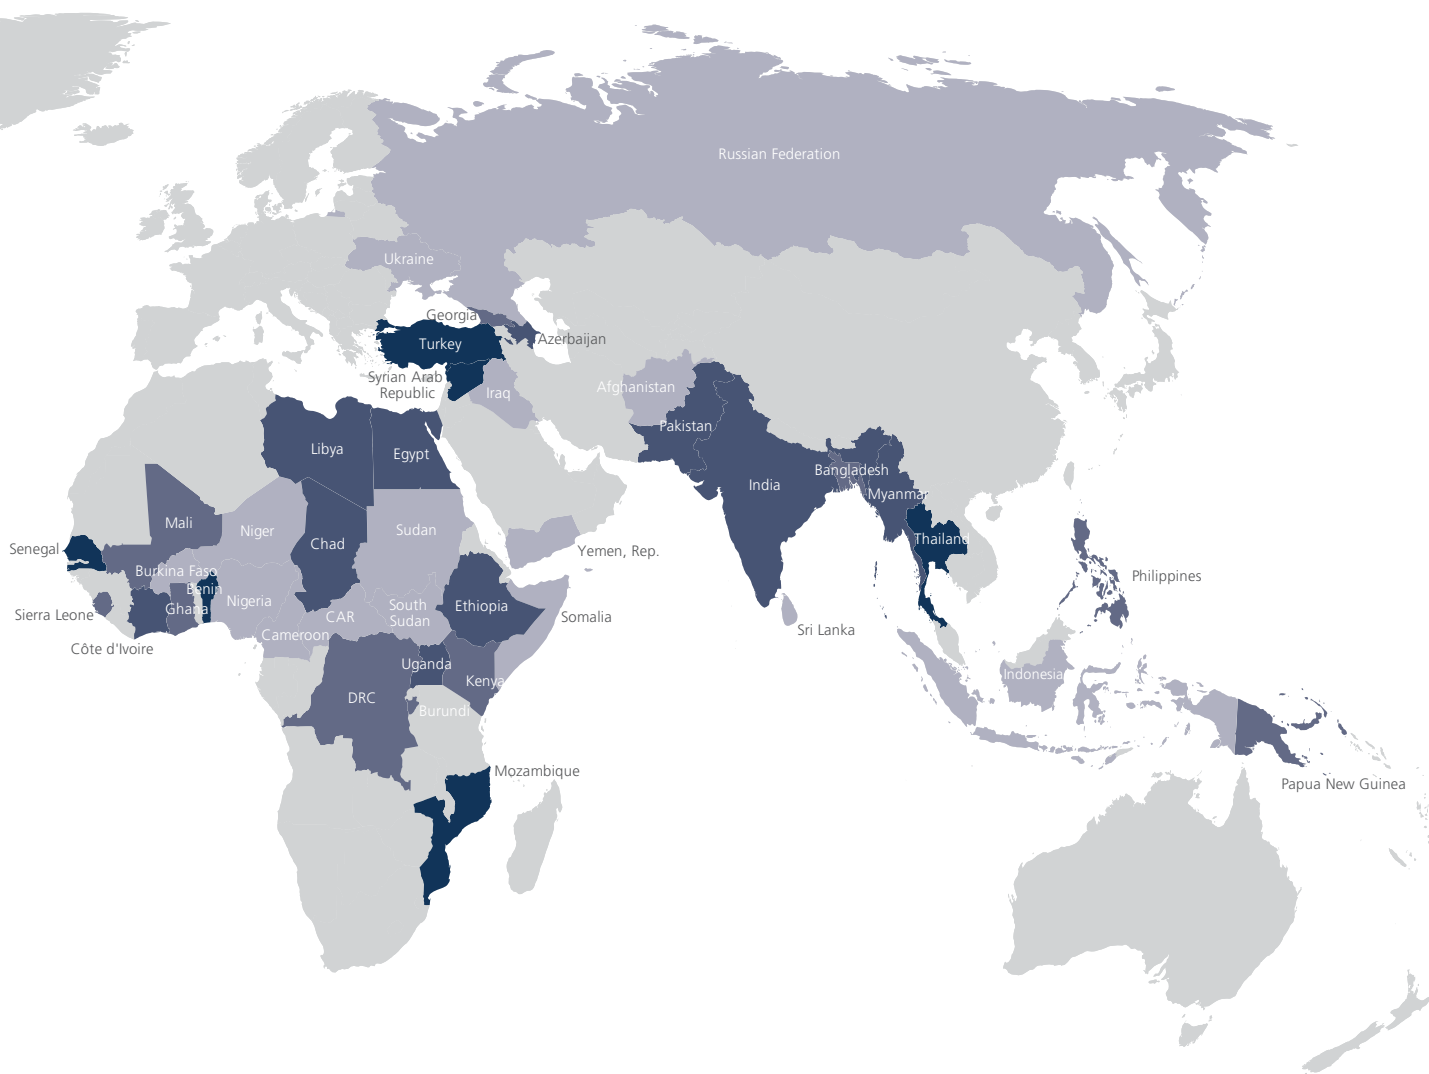 Russian Federation
Ukraine
Georgia
Azerbaijan
Turkey
Syrian Arab
Republic
Iraq
Afghanistan
Pakistan
Libya
Egypt
Bangladesh
India
Myanmar
Mali
Niger
Sudan
Thailand
Senegal
Chad
Yemen, Rep.
Burkina Faso
Philippines
Benin
Nigeria
Ghana
South
Sudan
Ethiopia
Sierra Leone
CAR
Somalia
Cameroon
Sri Lanka
Côte d'Ivoire
Uganda
Indonesia
Kenya
DRC
Burundi
Mozambique
Papua New Guinea